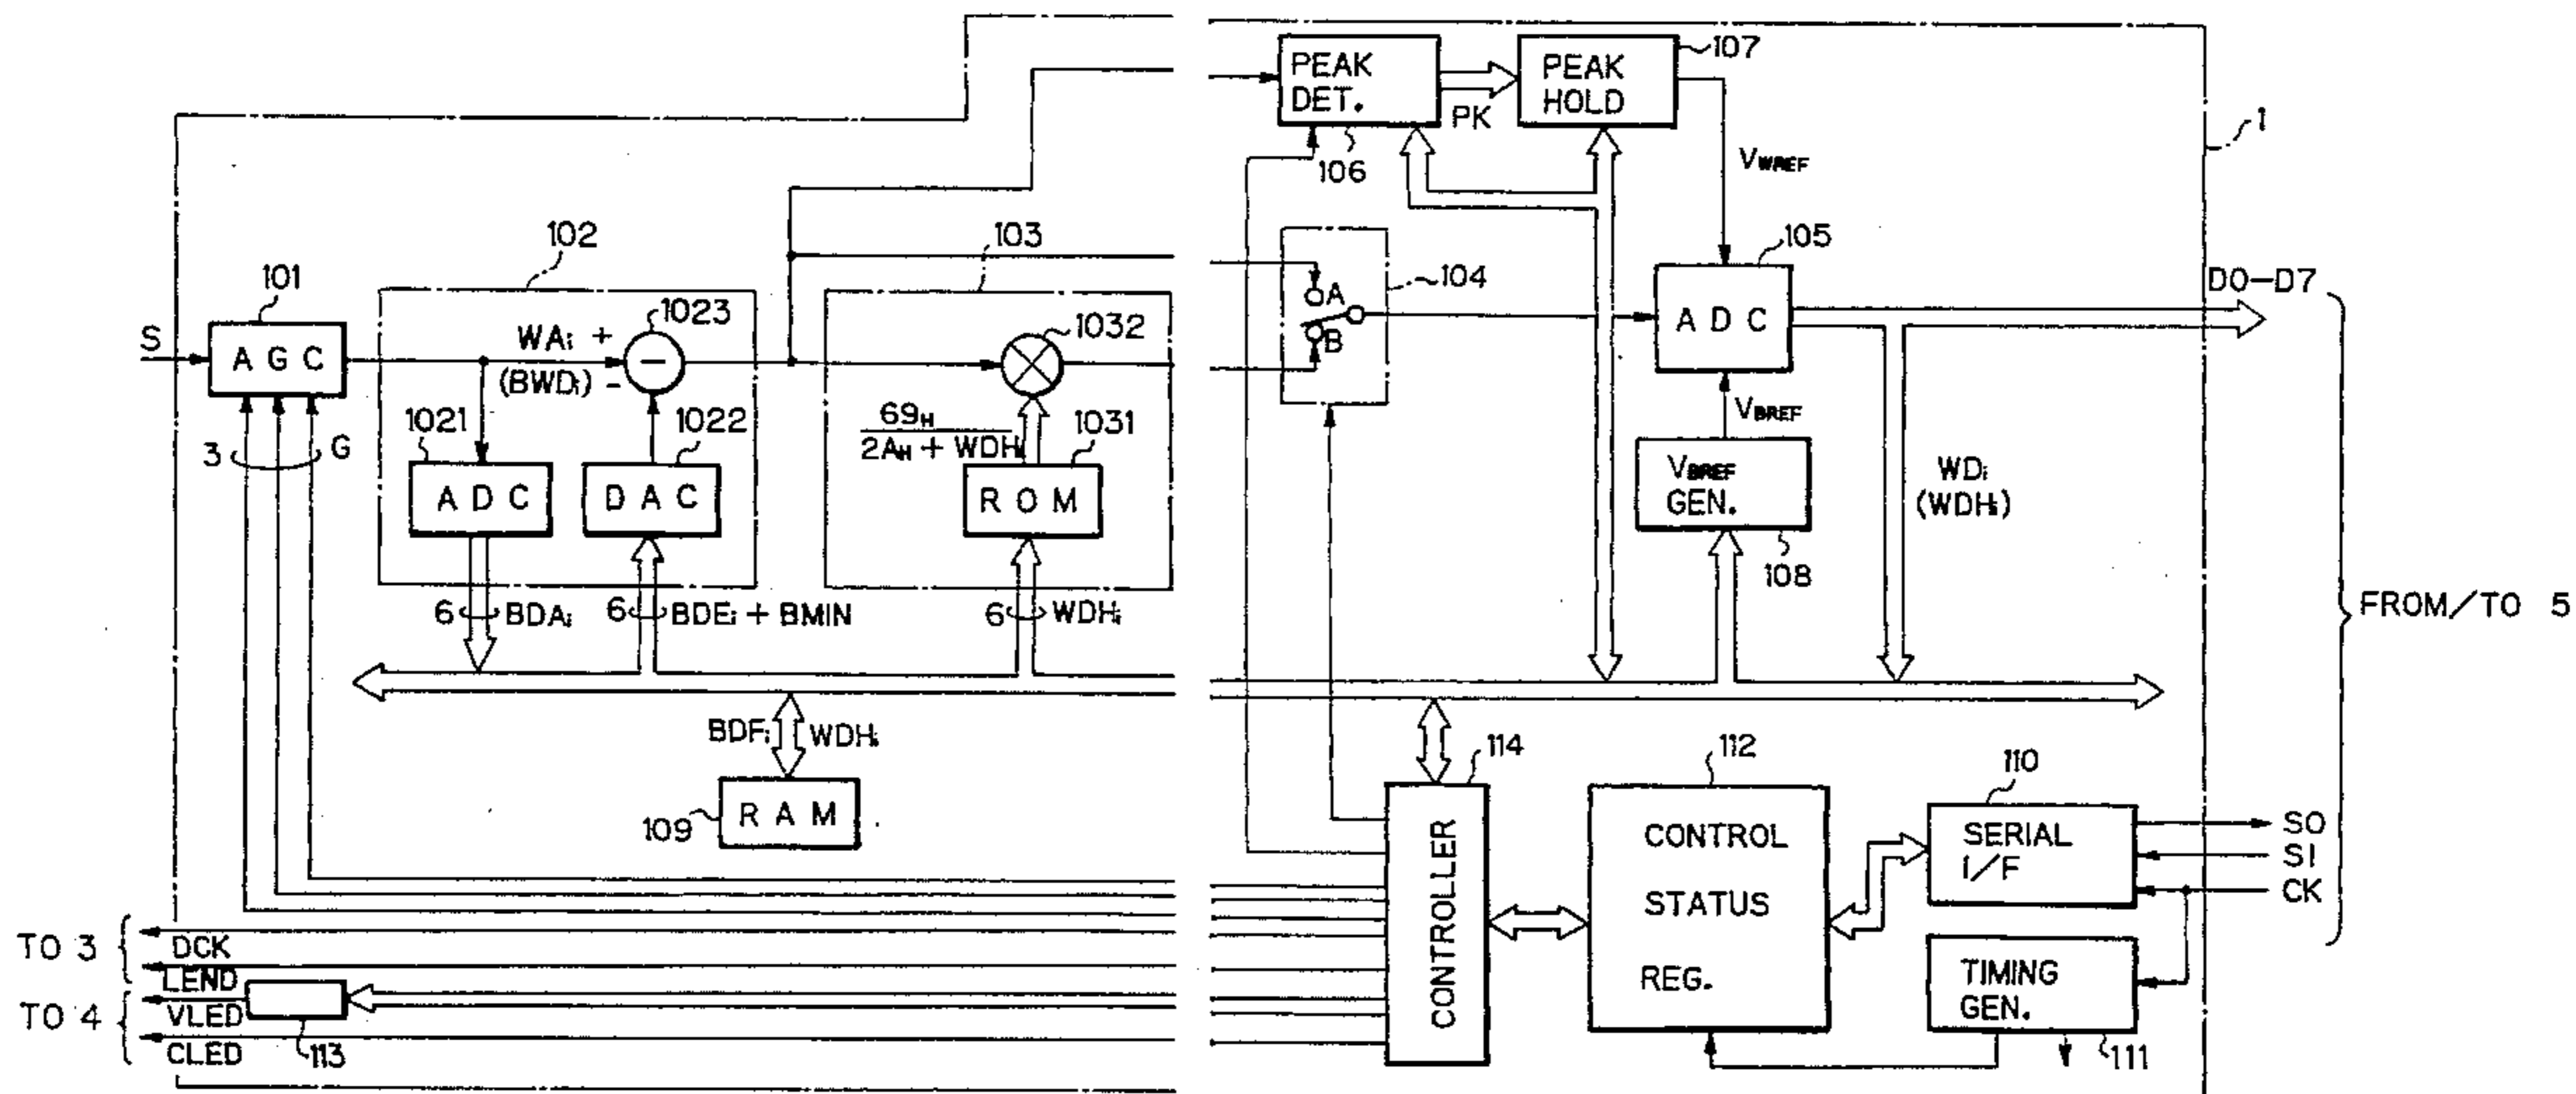 PEAK
DET.
106
PK
PEAK
HOLD
107
VWREF
1
101
S
A G C
3
G
102
WAi +
(BWDi) -
−
1023
1021
A D C
1022
D A C
6
BDAi
6
BDEi + BMIN
103
1032
69H
2AH + WDHi
1031
R O M
6
WDHi
104
A
B
105
A D C
D0-D7
VBREF
VBREF
GEN.
108
WDi
(WDHi)
FROM/TO 5
BDFi
WDHi
R A M
109
114
CONTROLLER
112
CONTROL
STATUS
REG.
110
SERIAL
I/F
SO
SI
CK
TIMING
GEN.
111
TO 3
DCK
LEND
TO 4
VLED
CLED
113